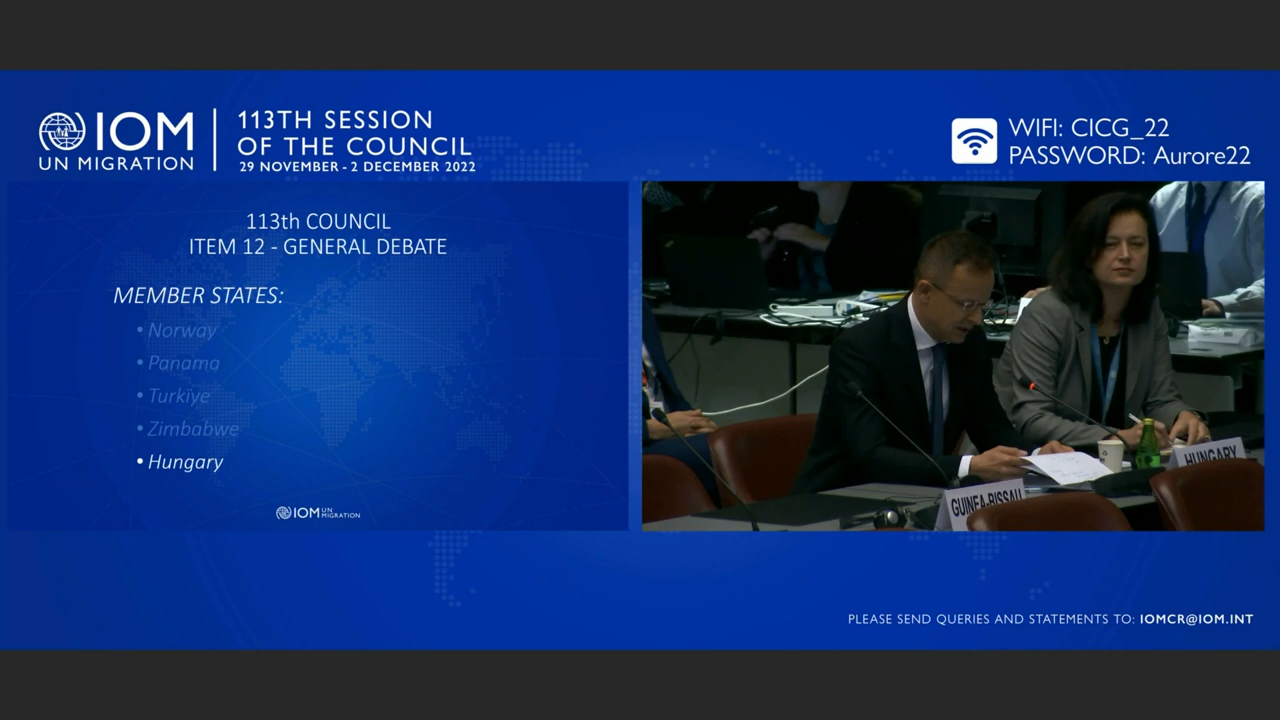 IOM
UN MIGRATION
113TH SESSION
OF THE COUNCIL
29 NOVEMBER - 2 DECEMBER 2022
WIFI: CICG_22
PASSWORD: Aurore22
113th COUNCIL
ITEM 12 - GENERAL DEBATE
MEMBER STATES:
• Norway
• Panama
• Turkiye
• Zimbabwe
• Hungary
IOM UN
MIGRATION
HUNGARY
GUINEA-BISSAU
PLEASE SEND QUERIES AND STATEMENTS TO: IOMCR@IOM.INT